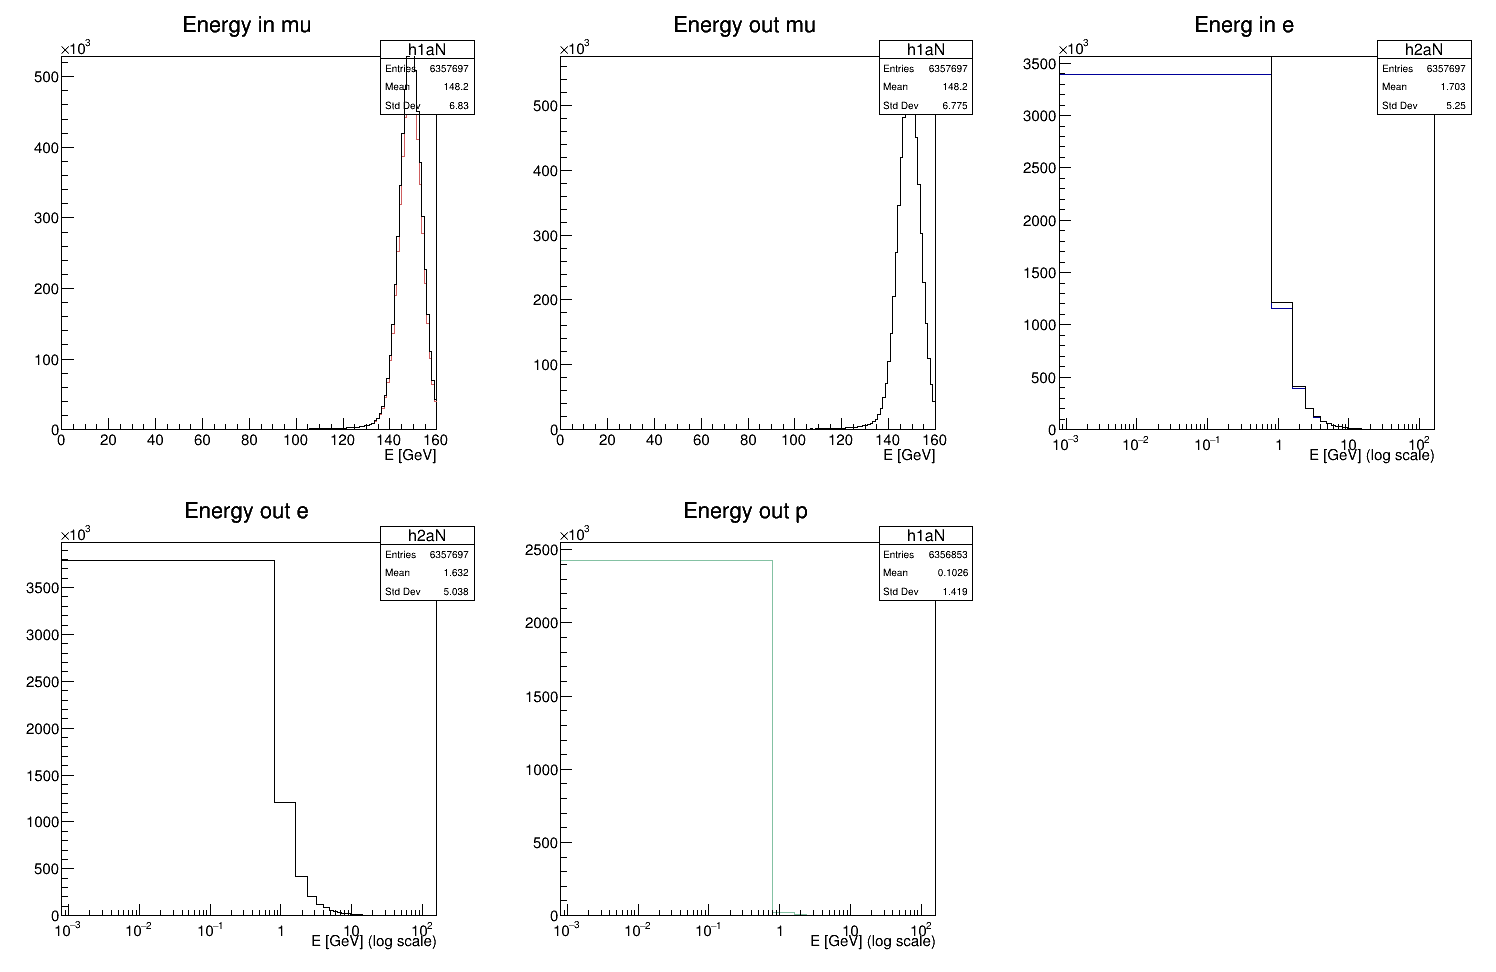 Energy in mu
×10³
h1aN
Entries 6357697
Mean 148.2
Std Dev 6.83
500
400
300
200
100
0
0 20 40 60 80 100 120 140 160
E [GeV]
Energy out mu
×10³
h1aN
Entries 6357697
Mean 148.2
Std Dev 6.775
500
400
300
200
100
0
0 20 40 60 80 100 120 140 160
E [GeV]
Energ in e
×10³
h2aN
Entries 6357697
Mean 1.703
Std Dev 5.25
3500
3000
2500
2000
1500
1000
500
0
10⁻³ 10⁻² 10⁻¹ 1 10 10²
E [GeV] (log scale)
Energy out e
×10³
h2aN
Entries 6357697
Mean 1.632
Std Dev 5.038
3500
3000
2500
2000
1500
1000
500
0
10⁻³ 10⁻² 10⁻¹ 1 10 10²
E [GeV] (log scale)
Energy out p
×10³
h1aN
Entries 6356853
Mean 0.1026
Std Dev 1.419
2500
2000
1500
1000
500
0
10⁻³ 10⁻² 10⁻¹ 1 10 10²
E [GeV] (log scale)